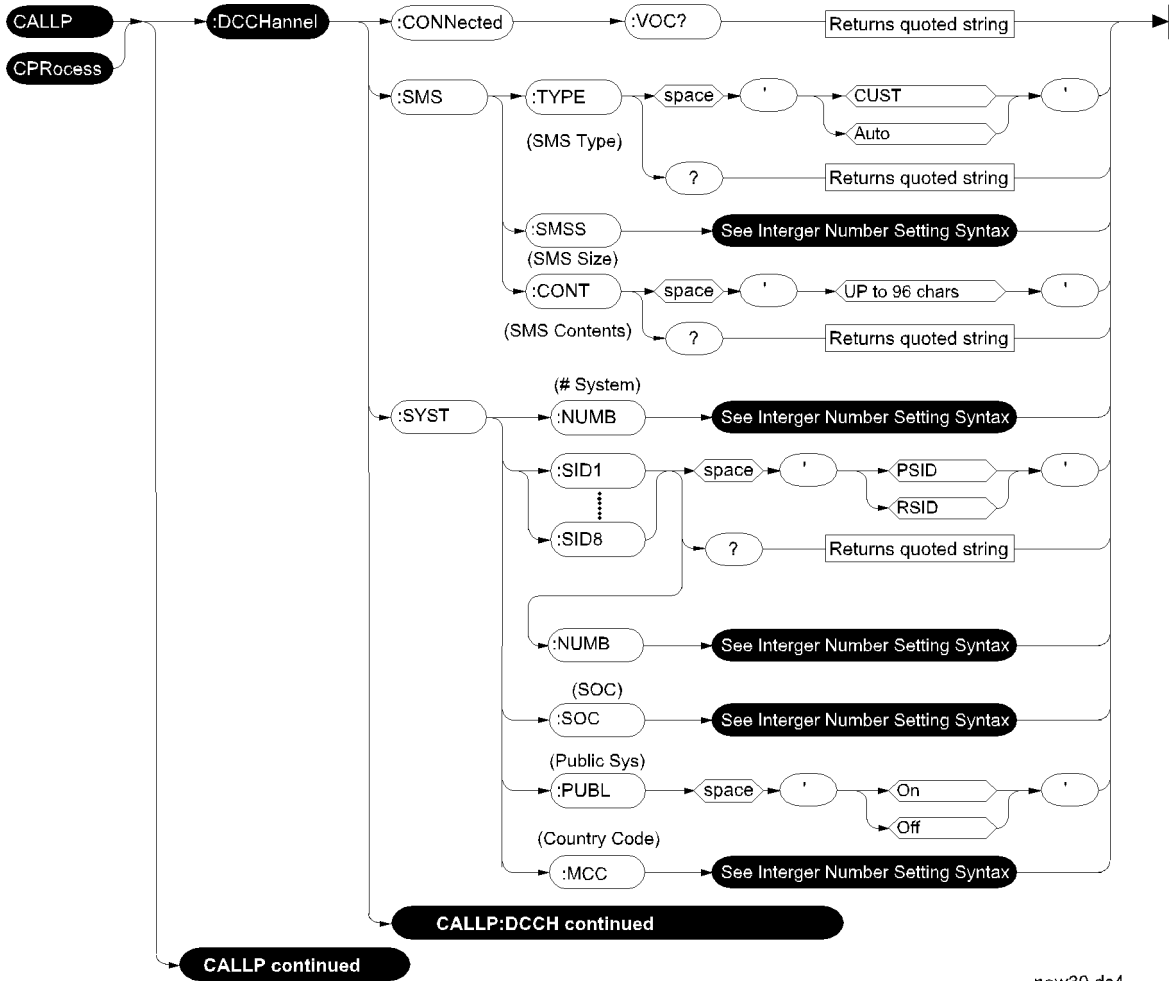 CALLP :DCCHannel :CONNected :VOC? Returns quoted string
CPRocess
:SMS :TYPE space ' CUST '
Auto
(SMS Type)
? Returns quoted string
:SMSS See Interger Number Setting Syntax
(SMS Size)
:CONT space ' UP to 96 chars '
(SMS Contents)
? Returns quoted string
(# System)
:SYST :NUMB See Interger Number Setting Syntax
:SID1 space ' PSID '
RSID
:SID8 ? Returns quoted string
:NUMB See Interger Number Setting Syntax
(SOC)
:SOC See Interger Number Setting Syntax
(Public Sys)
:PUBL space ' On '
Off
(Country Code)
:MCC See Interger Number Setting Syntax
CALLP:DCCH continued
CALLP continued